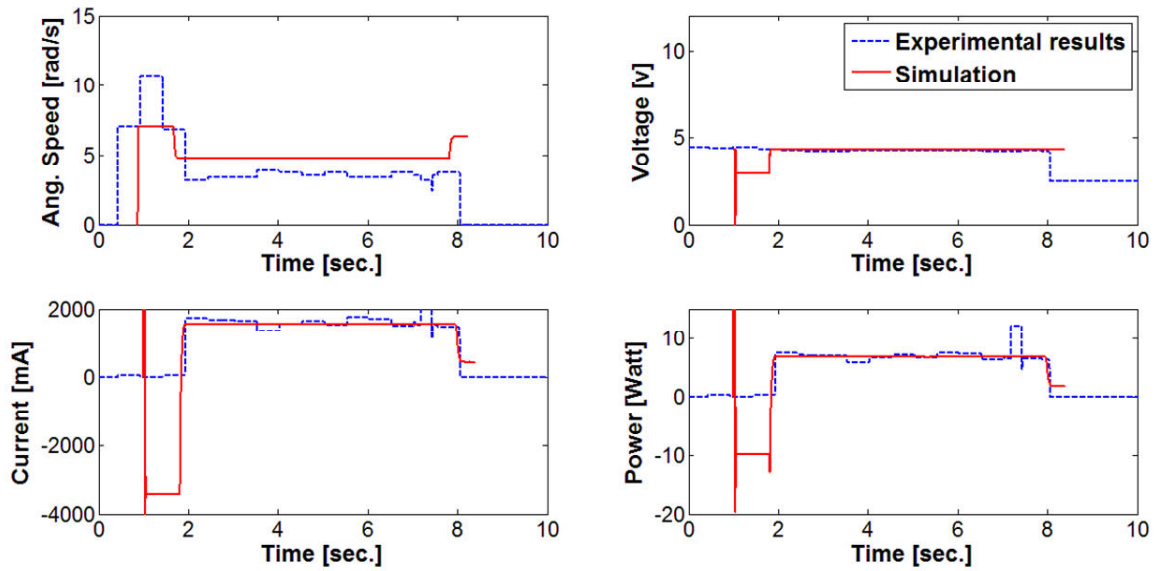 15
10
5
0
Ang. Speed [rad/s]
0 2 4 6 8 10
Time [sec.]
10
5
0
Voltage [v]
Experimental results
Simulation
0 2 4 6 8 10
Time [sec.]
2000
0
-2000
-4000
Current [mA]
0 2 4 6 8 10
Time [sec.]
10
0
-10
-20
Power [Watt]
0 2 4 6 8 10
Time [sec.]